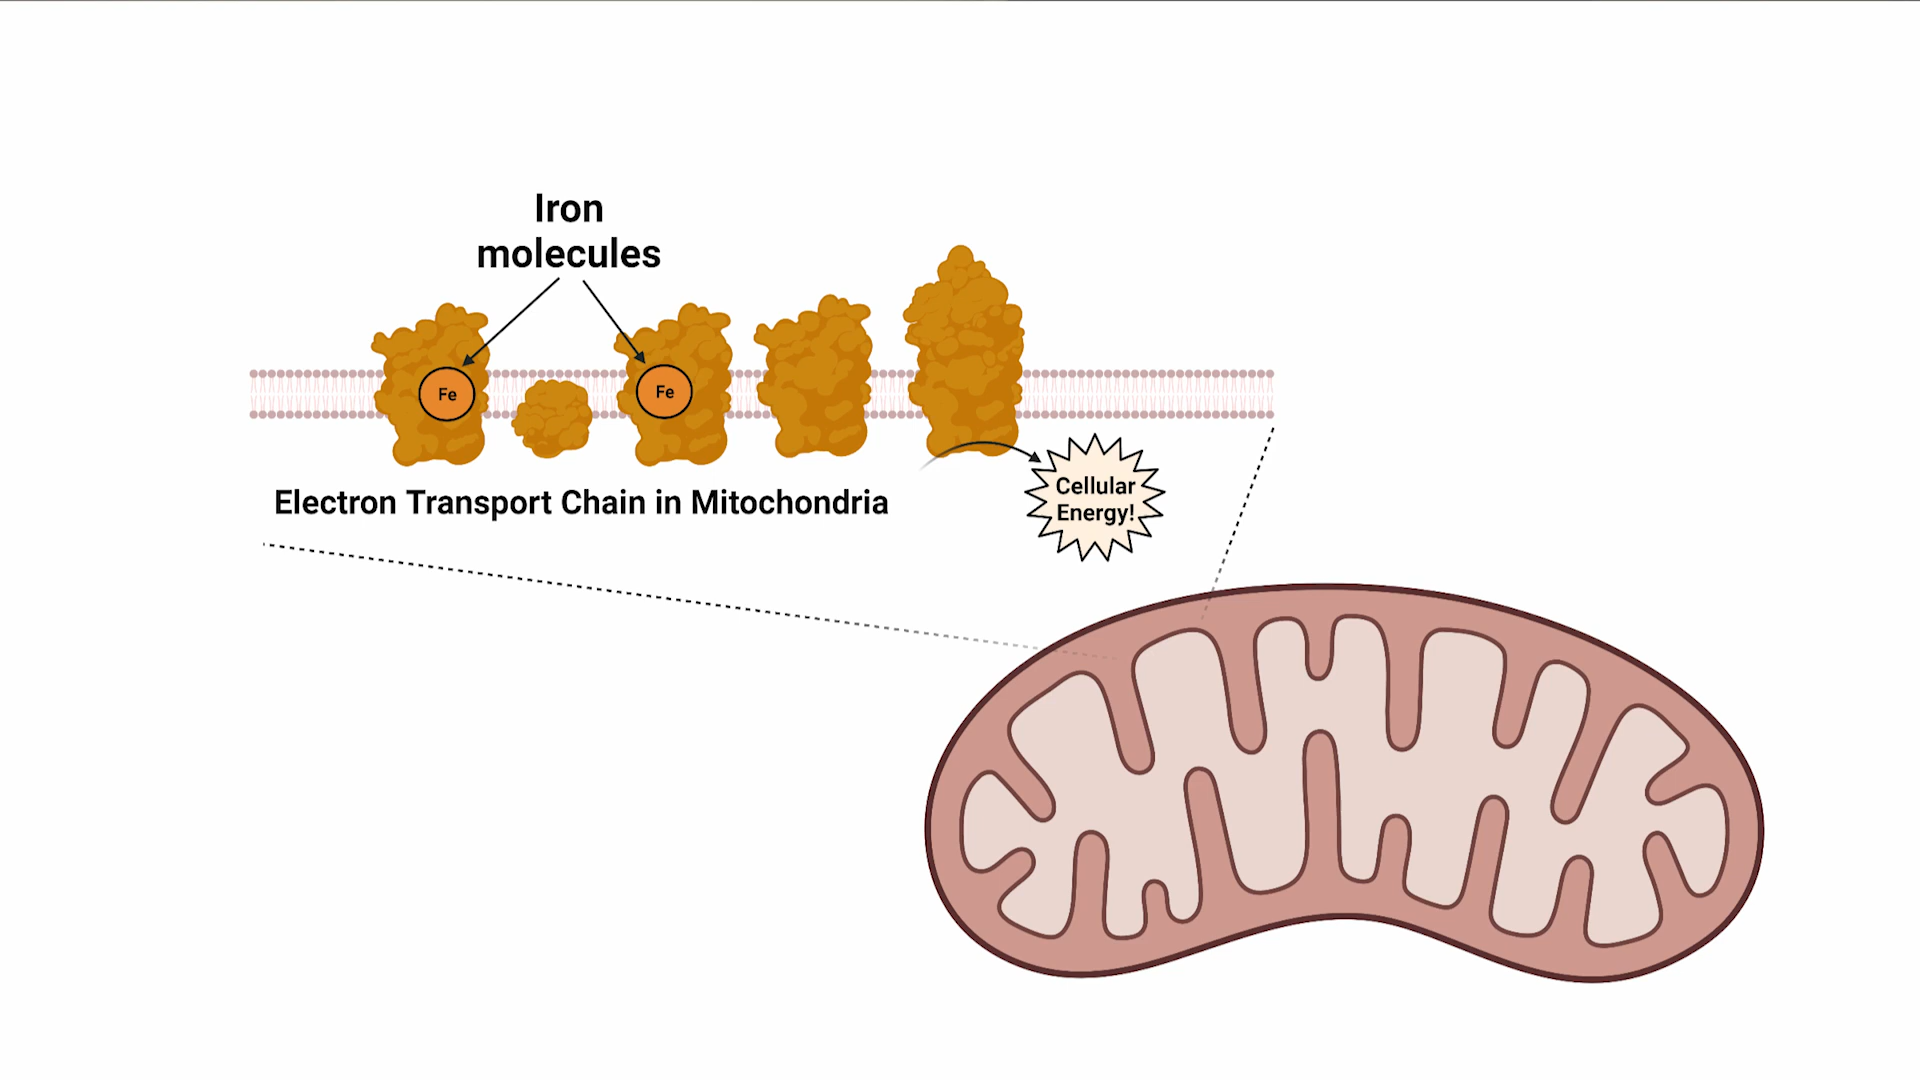 Iron
molecules
Fe
Fe
Electron Transport Chain in Mitochondria
Cellular
Energy!